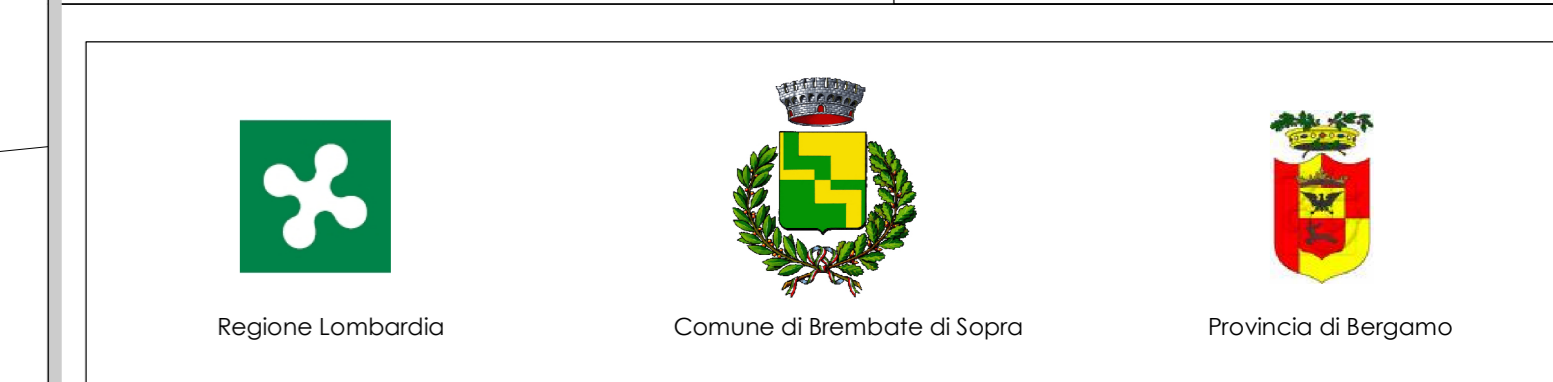 Regione Lombardia
Comune di Brembate di Sopra
Provincia di Bergamo